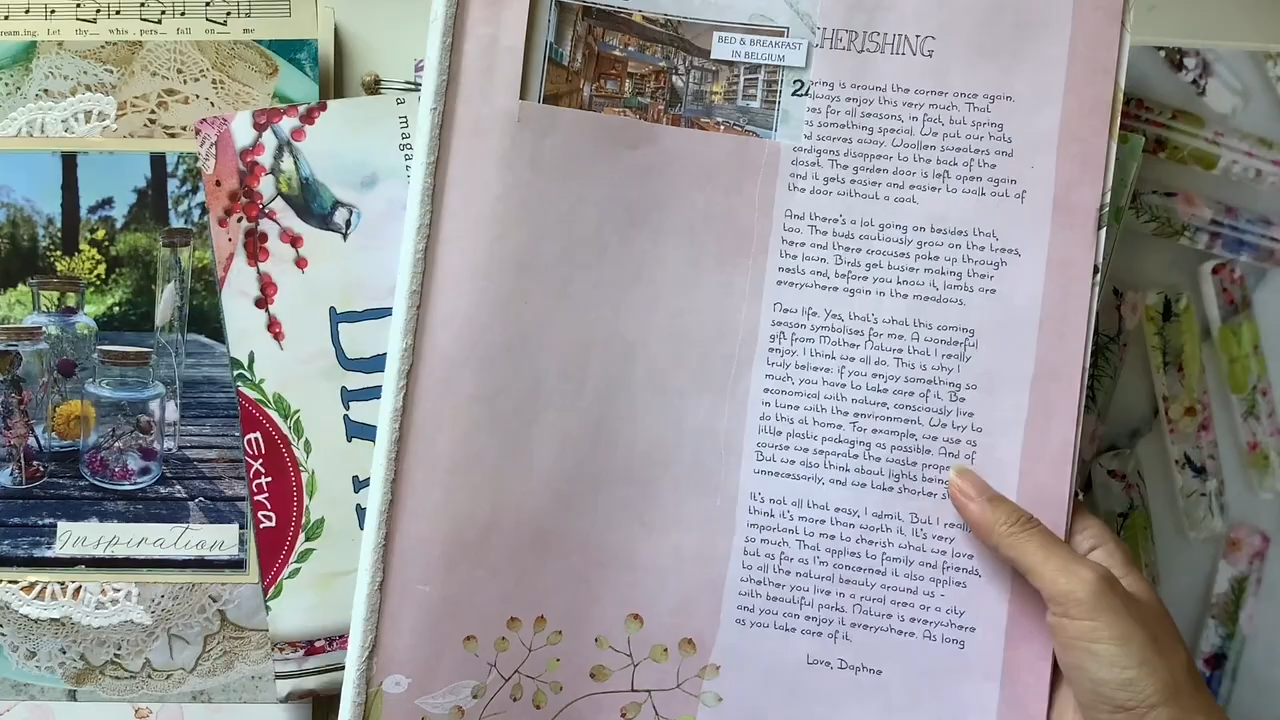 ream.ing. Let thy__ whis . pers__ fall on__ me
Inspiration
Extra
a magaz
BED & BREAKFAST
IN BELGIUM
24
CHERISHING
pring is around the corner once again.
always enjoy this very much. That
oes for all seasons, in fact, but spring
as something special. We put our hats
nd scarves away. Woollen sweaters and
ardigans disappear to the back of the
closet. The garden door is left open again
and it gets easier and easier to walk out of
the door without a coat.
And there's a lot going on besides that,
too. The buds cautiously grow on the trees,
here and there crocuses poke up through
the lawn. Birds get busier making their
nests and, before you know it, lambs are
everywhere again in the meadows.
New life. Yes, that's what this coming
season symbolises for me. A wonderful
gift from Mother Nature that I really
enjoy. I think we all do. This is why I
truly believe: if you enjoy something so
much, you have to take care of it. Be
economical with nature, consciously live
in tune with the environment. We try to
do this at home. For example, we use as
little plastic packaging as possible. And of
course we separate the waste prope
But we also think about lights being
unnecessarily, and we take shorter s
It's not all that easy, I admit. But I really
think it's more than worth it. It's very
important to me to cherish what we love
so much. That applies to family and friends,
but as far as I'm concerned it also applies
to all the natural beauty around us -
whether you live in a rural area or a city
with beautiful parks. Nature is everywhere
and you can enjoy it everywhere. As long
as you take care of it.
Love, Daphne